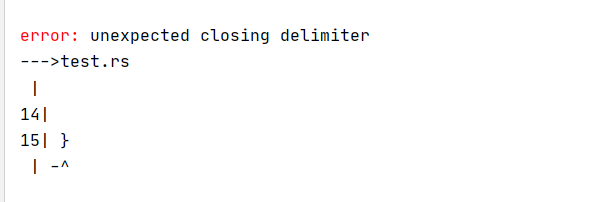 error: unexpected closing delimiter
--->test.rs
|
14|
15| }
| -^